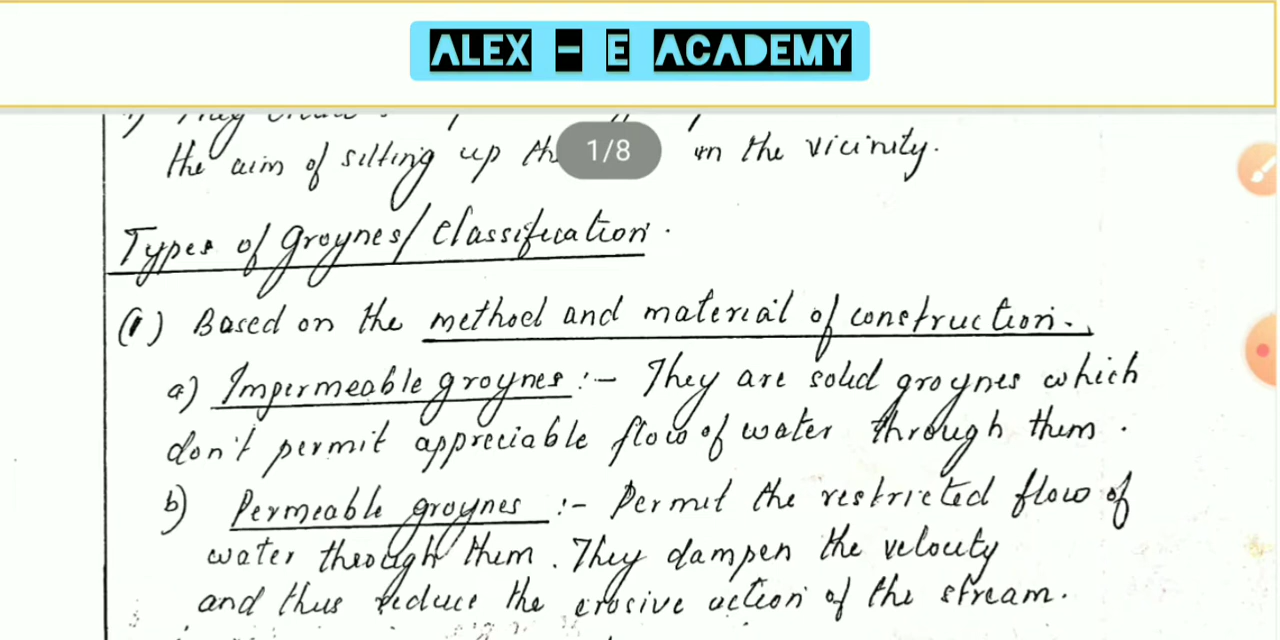 ALEX - E ACADEMY
They
the aim of silting up th 1/8 in the vicinity.
Types of groynes/classification.
(1) Based on the method and material of construction.
a) Impermeable groynes :- They are solid groynes which
don't permit appreciable flow of water through them.
b) Permeable groynes :- Permit the restricted flow of
water through them. They dampen the velocity
and thus reduce the erosive action of the stream.